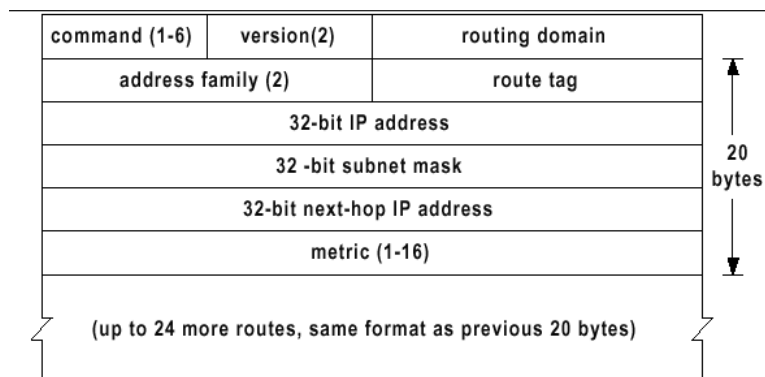 command (1-6) version(2) routing domain
address family (2) route tag
32-bit IP address
32 -bit subnet mask
32-bit next-hop IP address
metric (1-16)
20
bytes
(up to 24 more routes, same format as previous 20 bytes)